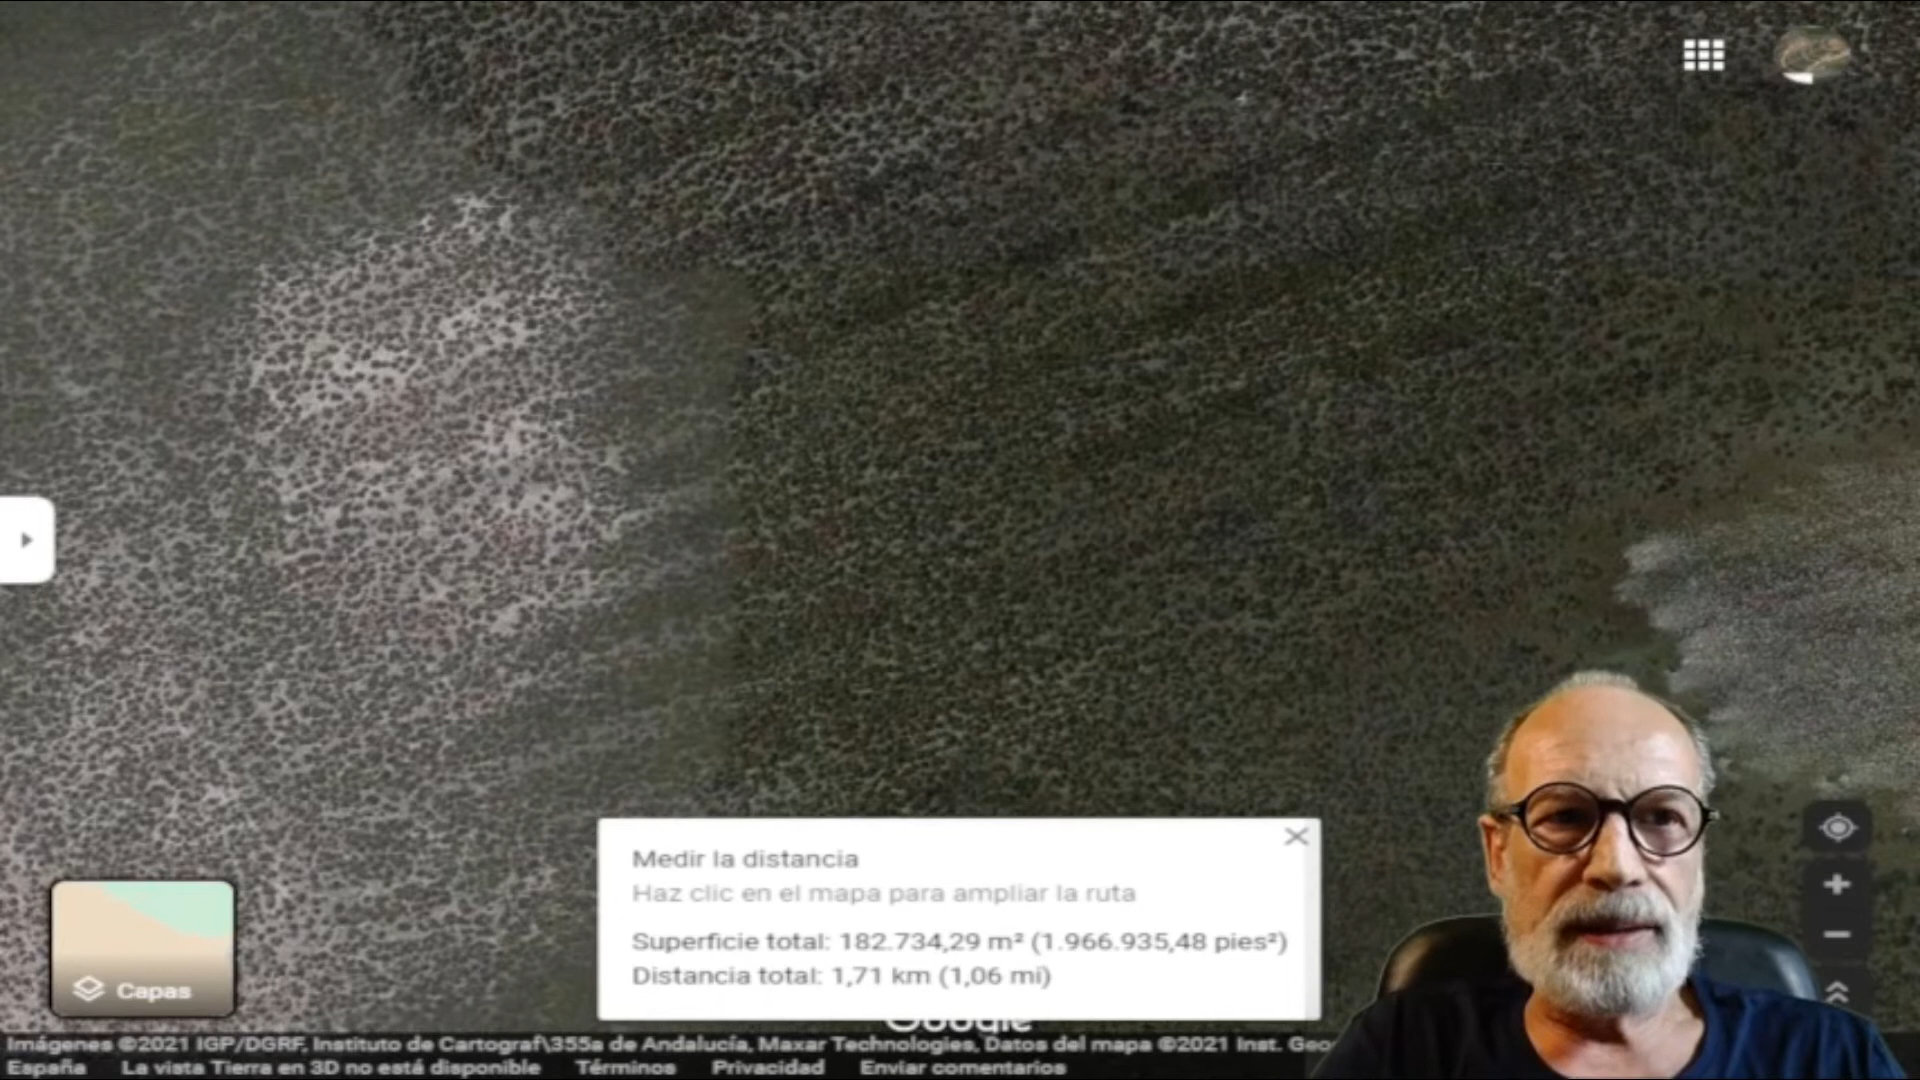 Medir la distancia
Haz clic en el mapa para ampliar la ruta
Superficie total: 182.734,29 m² (1.966.935,48 pies²)
Distancia total: 1,71 km (1,06 mi)
Capas
Google
Imágenes ©2021 IGP/DGRF, Instituto de Cartograf\355a de Andalucía, Maxar Technologies, Datos del mapa ©2021 Inst. Geo
España La vista Tierra en 3D no está disponible Términos Privacidad Enviar comentarios